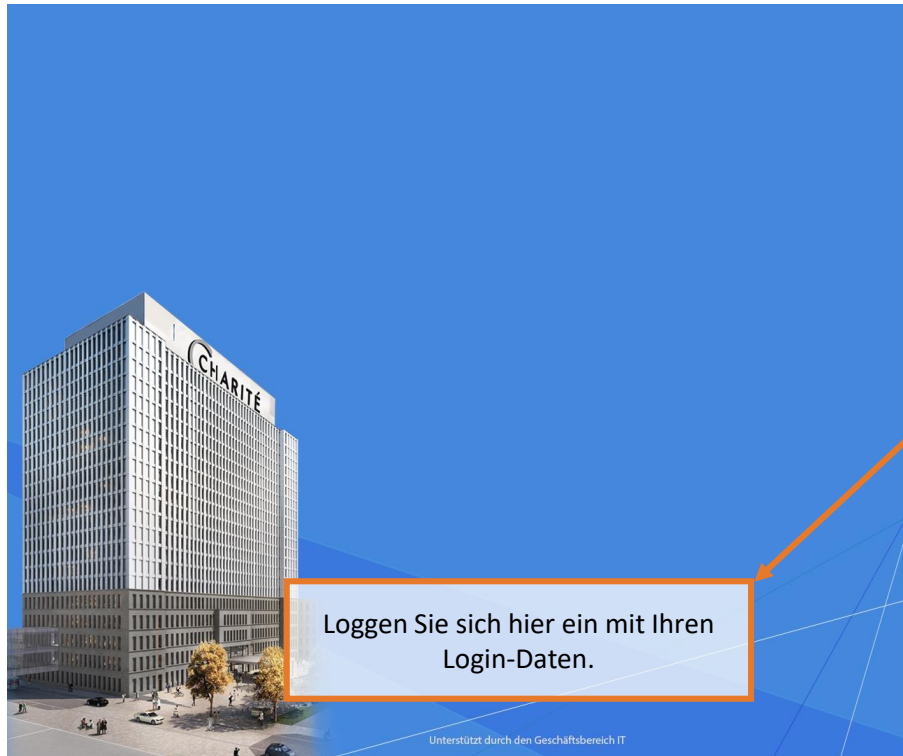 CHARITÉ
Loggen Sie sich hier ein mit Ihren
Login-Daten.
Unterstützt durch den Geschäftsbereich IT